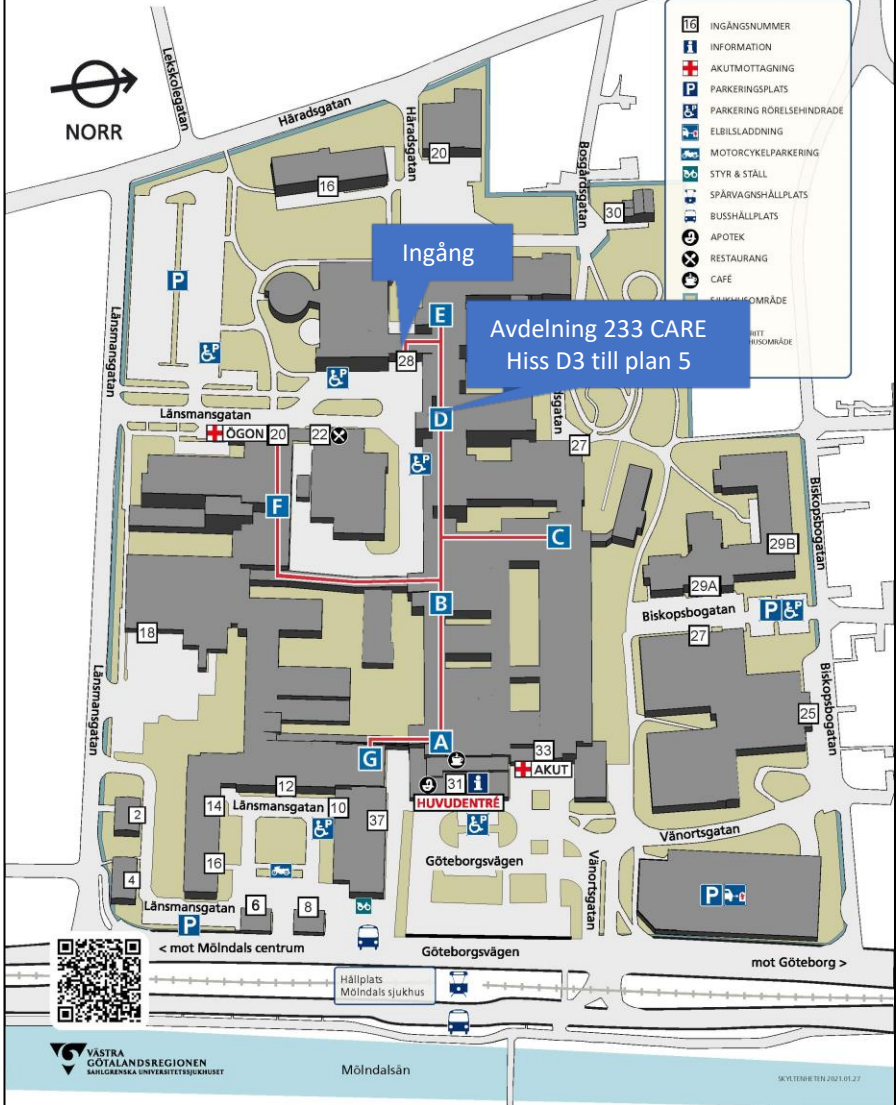 NORR
Lekskolegatan
Häradsgatan
Häradsgatan
20
16
Bosgårdsgatan
30
16 INGÅNGSNUMMER
INFORMATION
AKUTMOTTAGNING
P PARKERINGSPLATS
PARKERING RÖRELSEHINDRADE
ELBILSLADDNING
MOTORCYKELPARKERING
STYR & STÄLL
SPÅRVAGNSHÅLLPLATS
BUSSHÅLLPLATS
APOTEK
RESTAURANG
CAFÉ
SJUKHUSOMRÅDE
Ingång
Avdelning 233 CARE
Hiss D3 till plan 5
P
E
28
D
Länsmansgatan
Länsmansgatan
ÖGON 20
22
27
F
C
B
29B
29A
Biskopsbogatan
Biskopsbogatan
P
27
18
Länsmansgatan
Biskopsbogatan
25
A
G
33
AKUT
31
HUVUDENTRÉ
12
14
Länsmansgatan 10
37
2
16
4
Länsmansgatan
P
6
8
Göteborgsvägen
Vänortsgatan
Vänortsgatan
P
< mot Mölndals centrum
Göteborgsvägen
mot Göteborg >
Hållplats
Mölndals sjukhus
VÄSTRA
GÖTALANDSREGIONEN
SAHLGRENSKA UNIVERSITETSSJUKHUSET
Mölndalsån
SKYLTENHETEN 2021.01.27